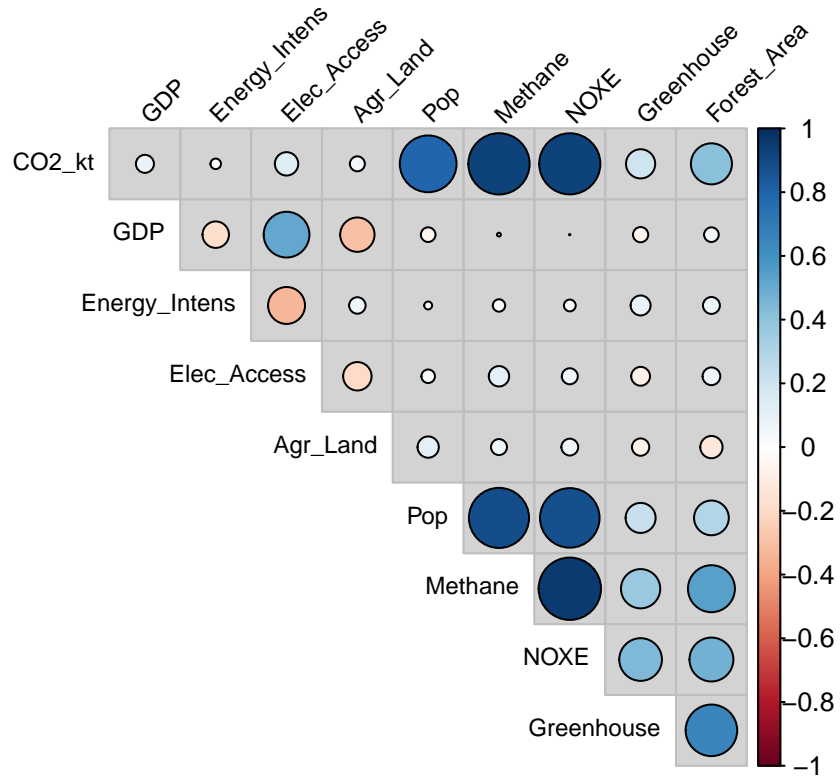 GDP
Energy_Intens
Elec_Access
Agr_Land
Pop
Methane
NOXE
Greenhouse
Forest_Area
CO2_kt
GDP
Energy_Intens
Elec_Access
Agr_Land
Pop
Methane
NOXE
Greenhouse
1
0.8
0.6
0.4
0.2
0
−0.2
−0.4
−0.6
−0.8
−1